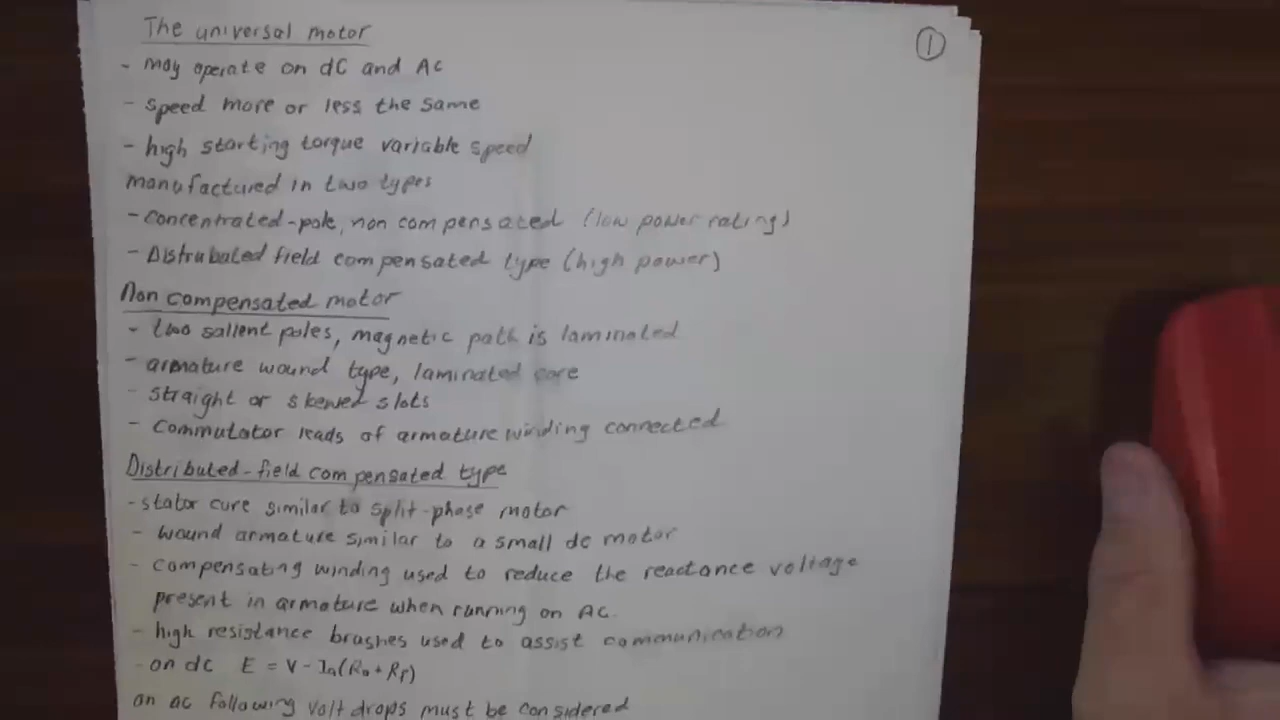 The universal motor
①
- may operate on dC and AC
- speed more or less the same
- high starting torque variable speed
manufactured in two types
- concentrated-pole, non compensated (low power rating)
- Distrubated field compensated type (high power)
Non compensated motor
- two salient poles, magnetic path is laminated
- armature wound type, laminated core
- straight or skewed slots
- commutator leads of armature winding connected
Distributed-field compensated type
- stator core similar to split-phase motor
- wound armature similar to a small dc motor
- compensating winding used to reduce the reactance voltage
present in armature when running on AC.
- high resistance brushes used to assist communication
- on dc E = V - Ia(Ra + Rf)
on ac following volt drops must be considered